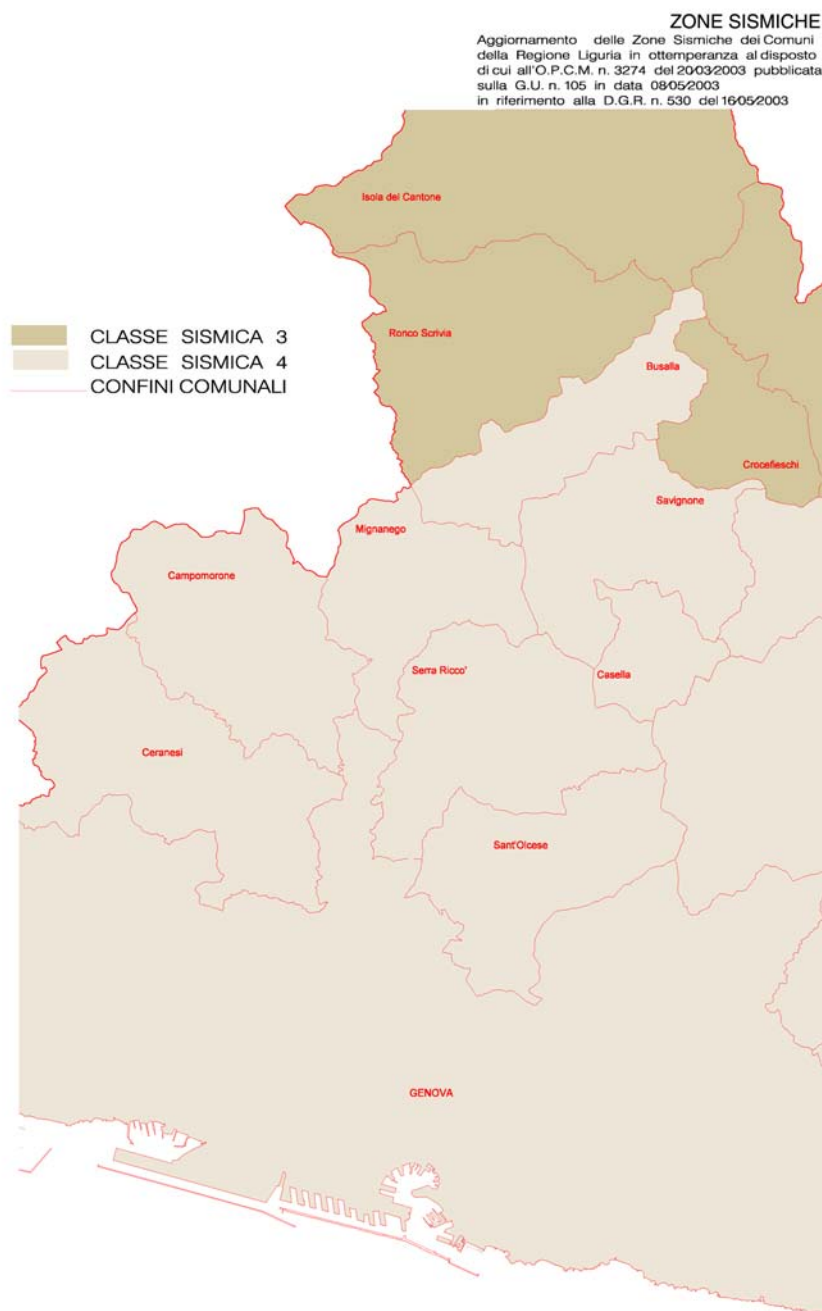 ZONE SISMICHE
Aggiornamento delle Zone Sismiche dei Comuni
della Regione Liguria in ottemperanza al disposto
di cui all'O.P.C.M. n. 3274 del 20/03/2003 pubblicata
sulla G.U. n. 105 in data 08/05/2003
in riferimento alla D.G.R. n. 530 del 16/05/2003
Isola del Cantone
CLASSE SISMICA 3
CLASSE SISMICA 4
CONFINI COMUNALI
Ronco Scrivia
Busalla
Crocefieschi
Savignone
Mignanego
Campomorone
Serra Ricco'
Casella
Ceranesi
Sant'Olcese
GENOVA